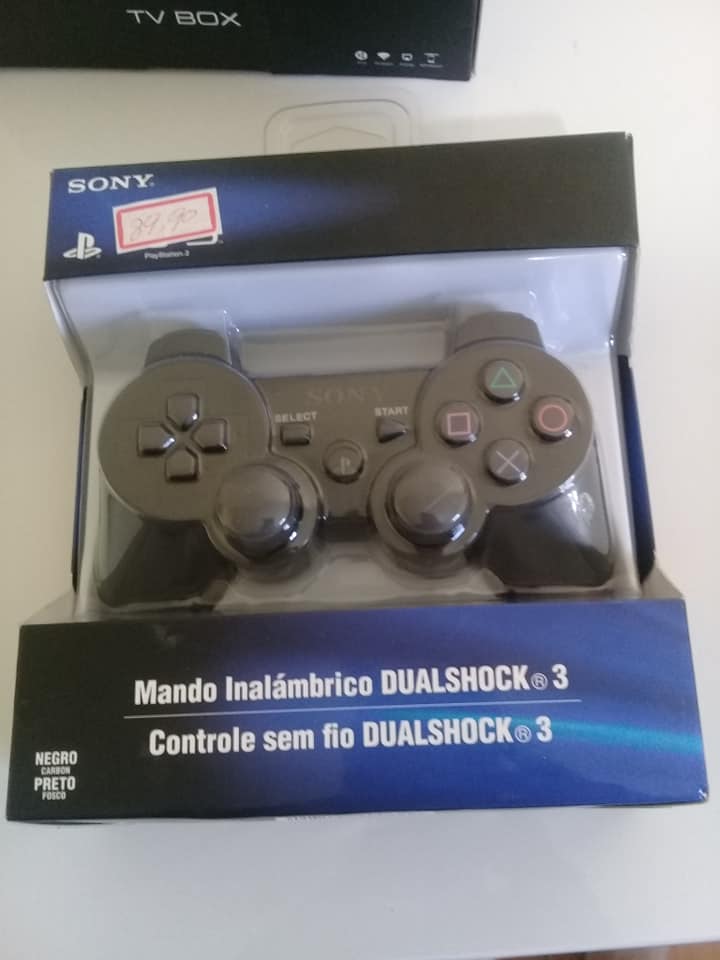 TV BOX
SONY
89,90
PlayStation 3
SONY
SELECT
START
Mando Inalámbrico DUALSHOCK® 3
Controle sem fio DUALSHOCK® 3
NEGRO
CARBON
PRETO
FOSCO